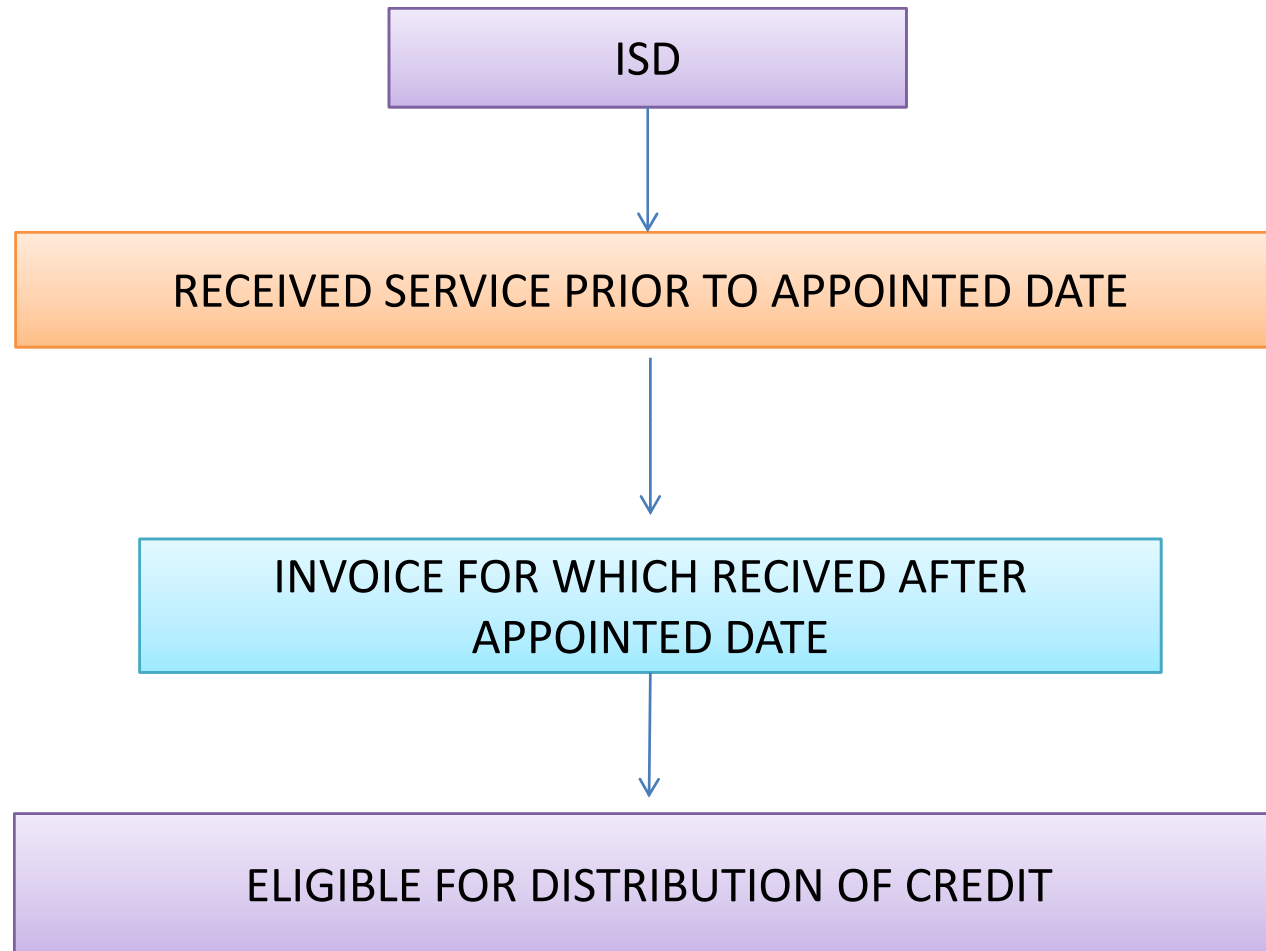 ISD
RECEIVED SERVICE PRIOR TO APPOINTED DATE
INVOICE FOR WHICH RECIVED AFTER
APPOINTED DATE
ELIGIBLE FOR DISTRIBUTION OF CREDIT